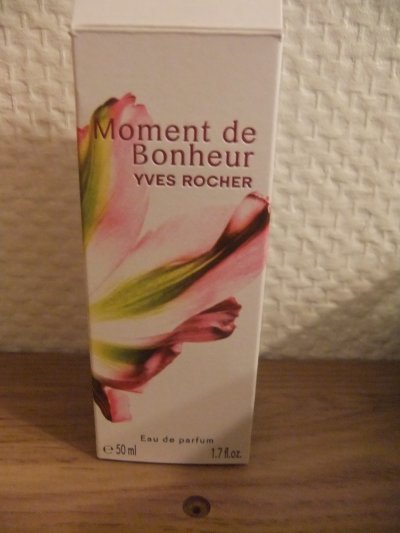 Moment de
Bonheur
YVES ROCHER
Eau de parfum
℮ 50 ml 1.7 fl.oz.